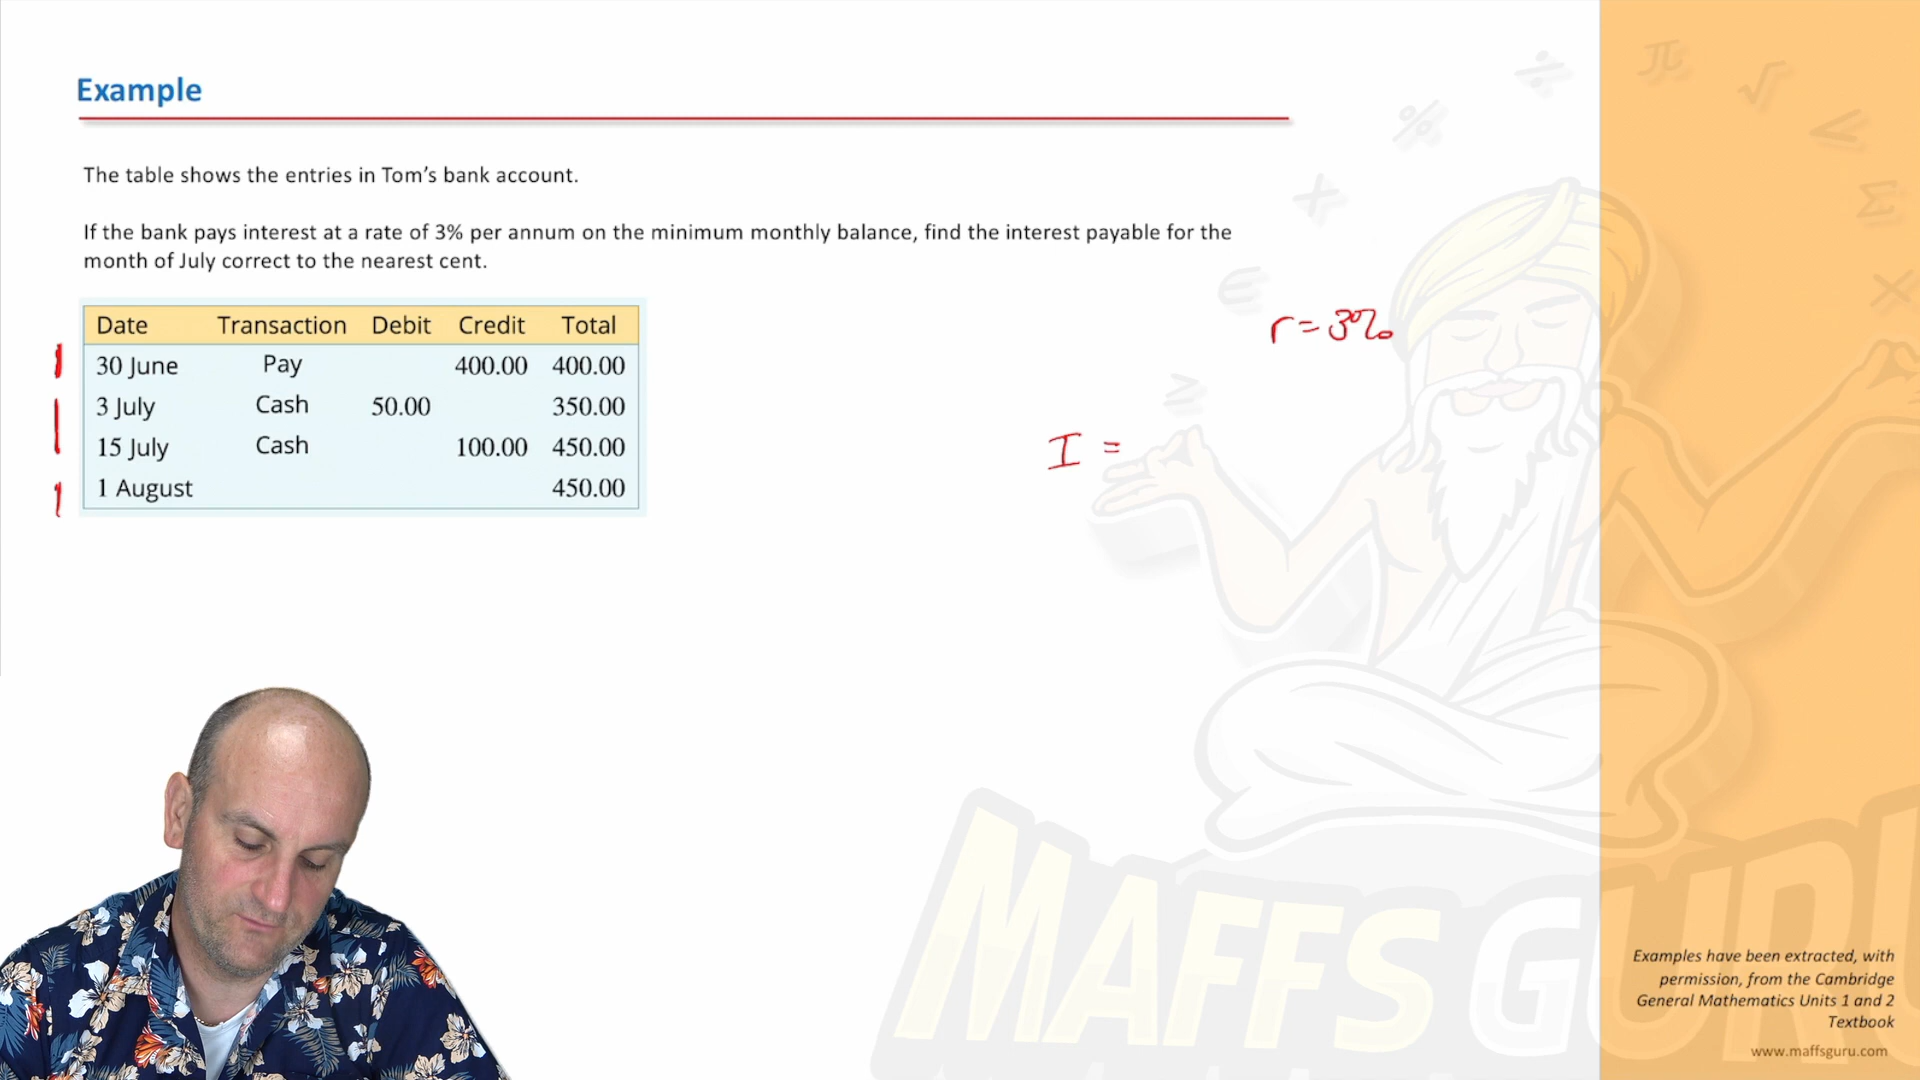 Example
The table shows the entries in Tom's bank account.
If the bank pays interest at a rate of 3% per annum on the minimum monthly balance, find the interest payable for the
month of July correct to the nearest cent.
Date Transaction Debit Credit Total
30 June Pay 400.00 400.00
3 July Cash 50.00 350.00
15 July Cash 100.00 450.00
1 August 450.00
r = 3%
I =
MAFFS GURU
Examples have been extracted, with
permission, from the Cambridge
General Mathematics Units 1 and 2
Textbook
www.maffsguru.com